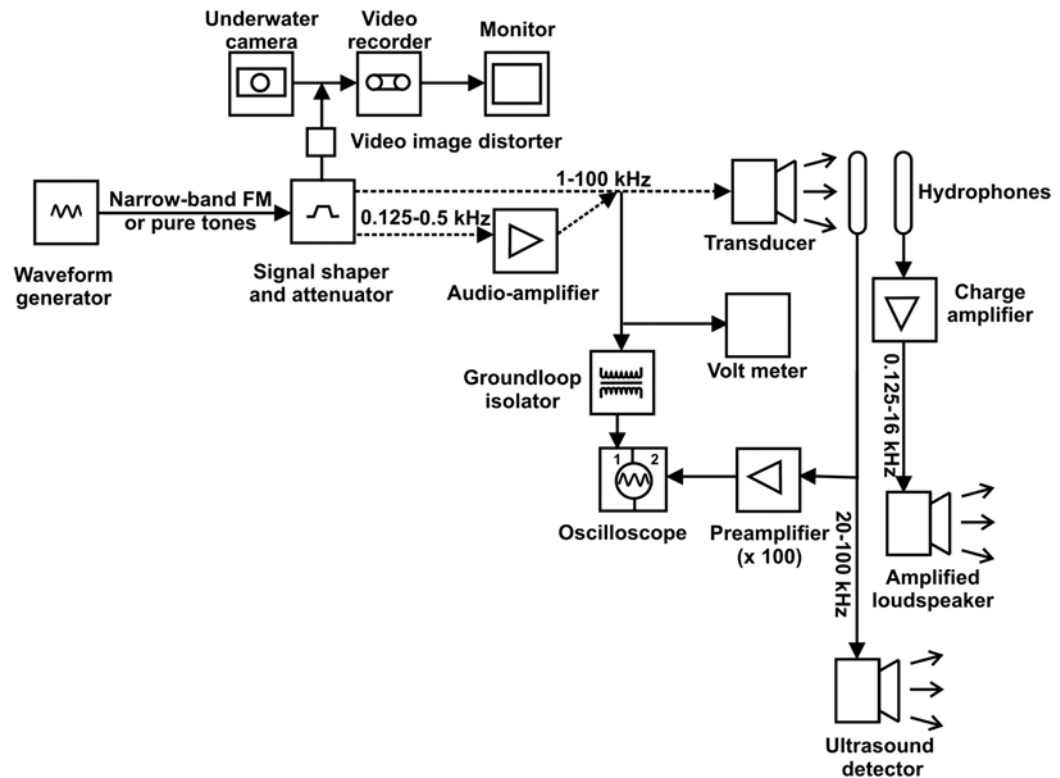 Underwater
camera
Video
recorder
Monitor
Video image distorter
Narrow-band FM
or pure tones
1-100 kHz
0.125-0.5 kHz
Hydrophones
Transducer
Waveform
generator
Signal shaper
and attenuator
Audio-amplifier
Charge
amplifier
Groundloop
isolator
Volt meter
0.125-16 kHz
1 2
Oscilloscope
Preamplifier
(x 100)
20-100 kHz
Amplified
loudspeaker
Ultrasound
detector